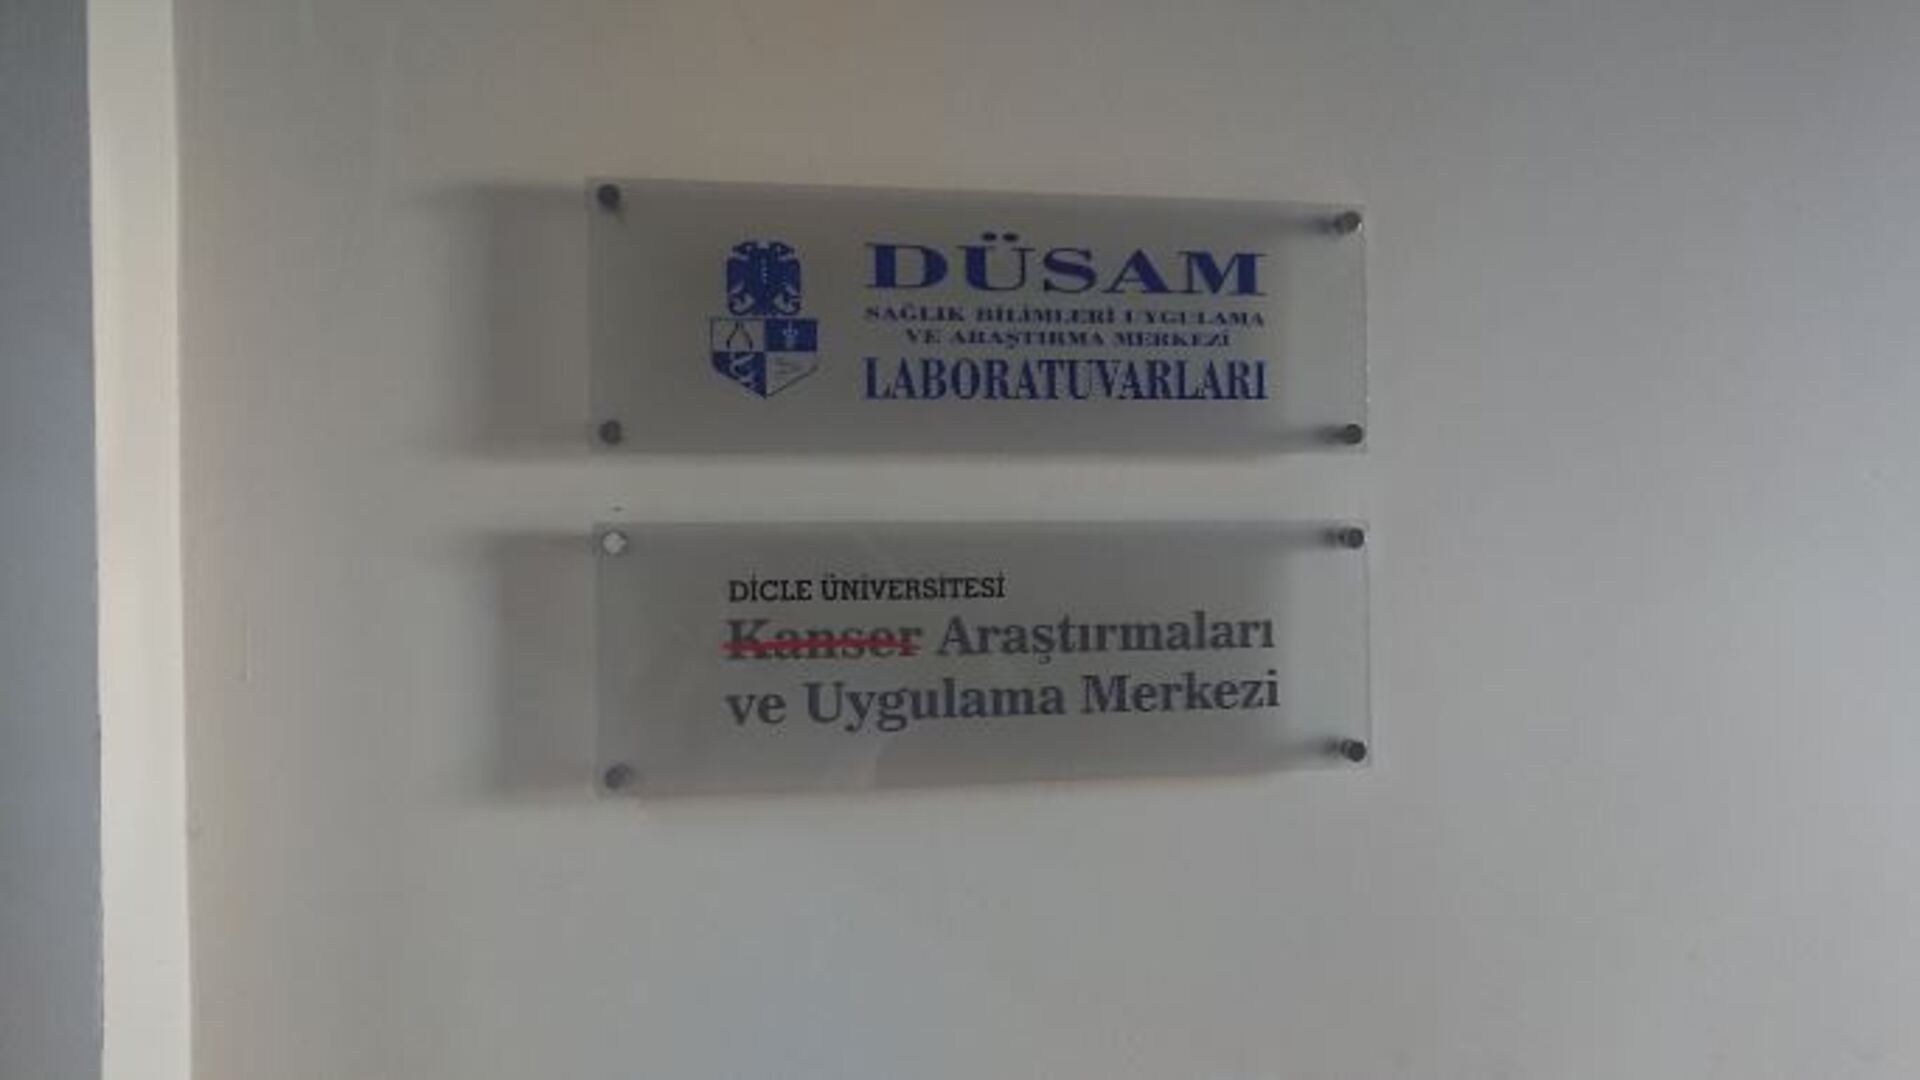 DÜSAM
SAĞLIK BİLİMLERİ UYGULAMA
VE ARAŞTIRMA MERKEZİ
LABORATUVARLARI
DİCLE ÜNİVERSİTESİ
Kanser Araştırmaları
ve Uygulama Merkezi